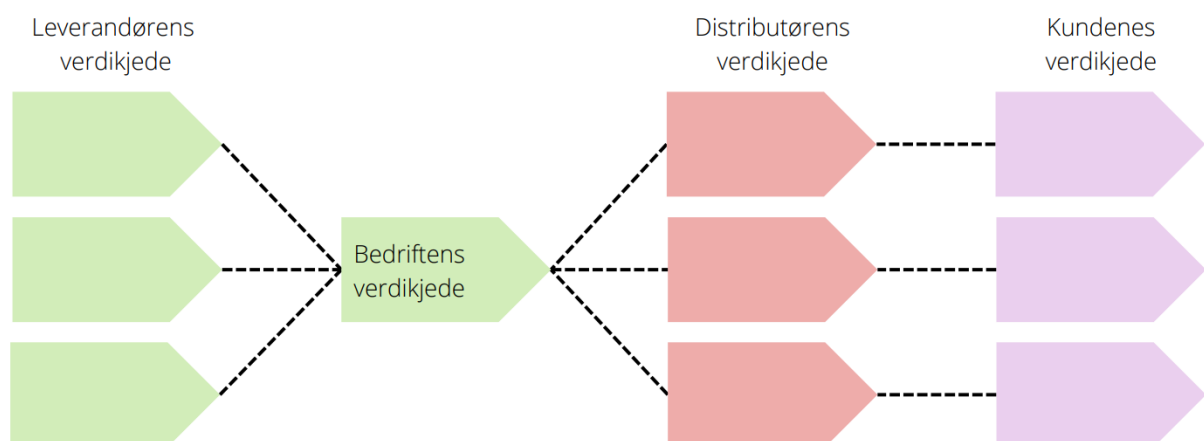 Leverandørens
verdikjede
Distributørens
verdikjede
Kundenes
verdikjede
Bedriftens
verdikjede